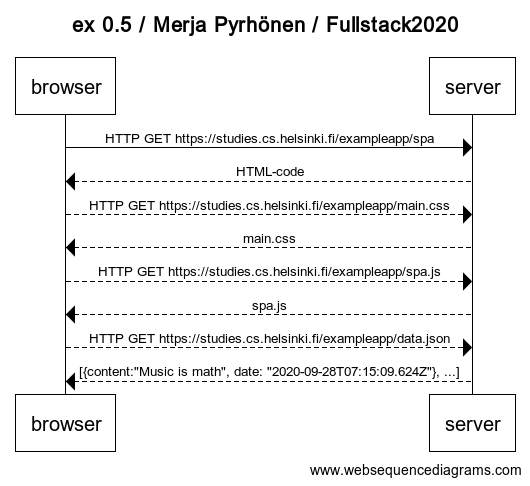 ex 0.5 / Merja Pyrhönen / Fullstack2020
browser
server
HTTP GET https://studies.cs.helsinki.fi/exampleapp/spa
HTML-code
HTTP GET https://studies.cs.helsinki.fi/exampleapp/main.css
main.css
HTTP GET https://studies.cs.helsinki.fi/exampleapp/spa.js
spa.js
HTTP GET https://studies.cs.helsinki.fi/exampleapp/data.json
[{content:"Music is math", date: "2020-09-28T07:15:09.624Z"}, ...]
browser
server
www.websequencediagrams.com